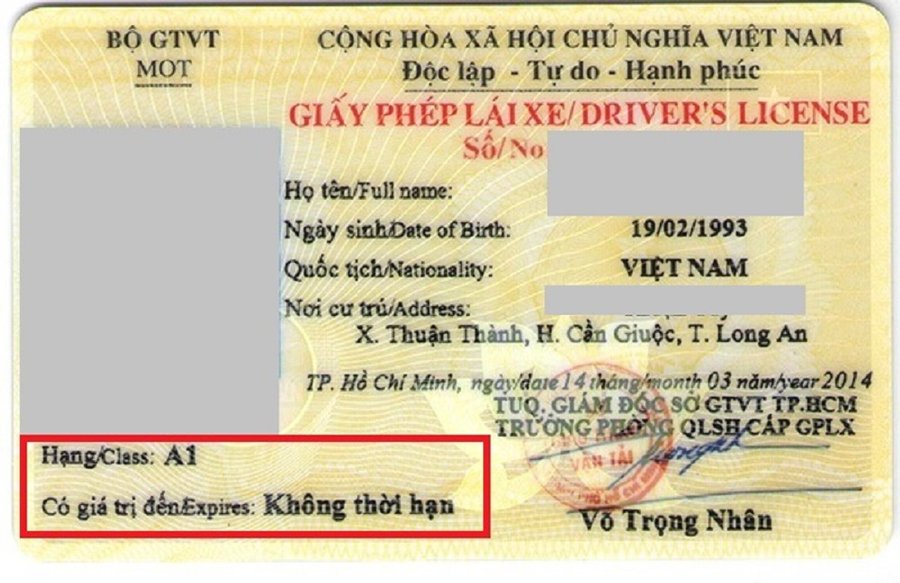 BỘ GTVT
MOT
CỘNG HÒA XÃ HỘI CHỦ NGHĨA VIỆT NAM
Độc lập - Tự do - Hạnh phúc
GIẤY PHÉP LÁI XE/ DRIVER'S LICENSE
Số/No
Họ tên/Full name:
Ngày sinh/Date of Birth: 19/02/1993
Quốc tịch/Nationality: VIỆT NAM
Nơi cư trú/Address:
X. Thuận Thành, H. Cần Giuộc, T. Long An
TP. Hồ Chí Minh, ngày/date 14 tháng/month 03 năm/year 2014
TUQ. GIÁM ĐỐC SỞ GTVT TP.HCM
TRƯỞNG PHÒNG QLSH CẤP GPLX
VẬN TẢI
Hạng/Class: A1
Có giá trị đến/Expires: Không thời hạn
Võ Trọng Nhân